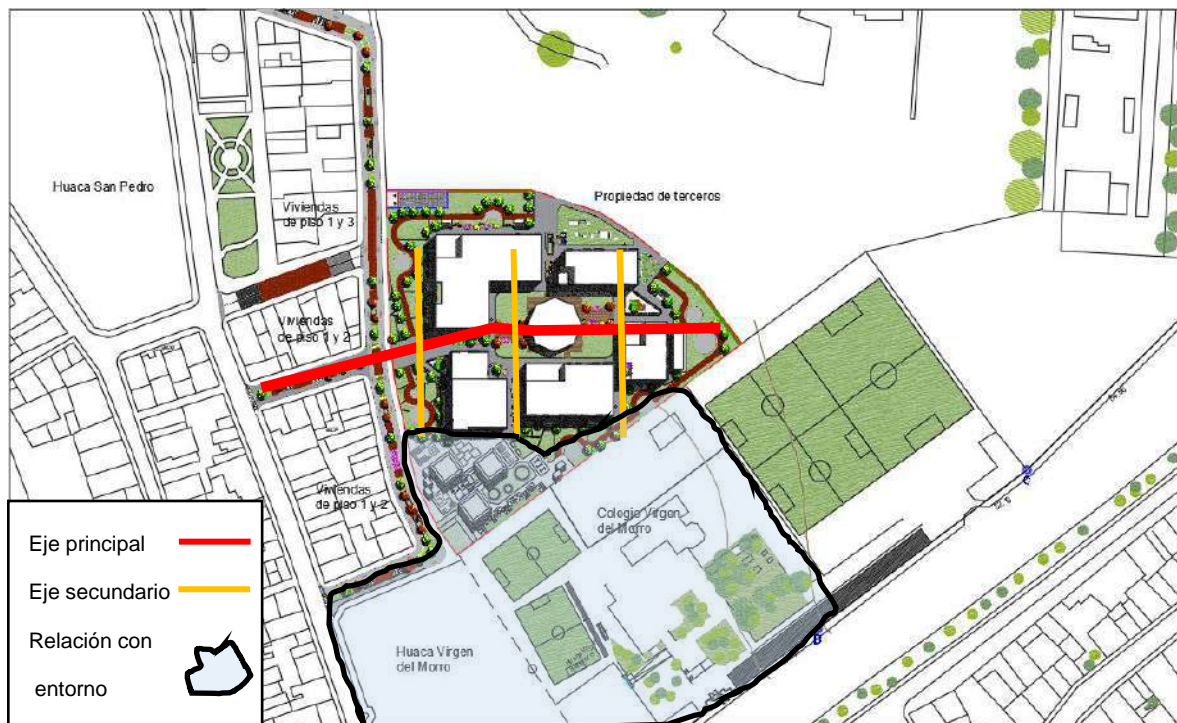 Huaca San Pedro
Viviendas
de piso 1 y 3
Propiedad de terceros
Viviendas
de piso 1 y 2
Viviendas
de piso 1 y 2
Colegio Virgen
del Morro
Huaca Virgen
del Morro
Eje principal
Eje secundario
Relación con
entorno